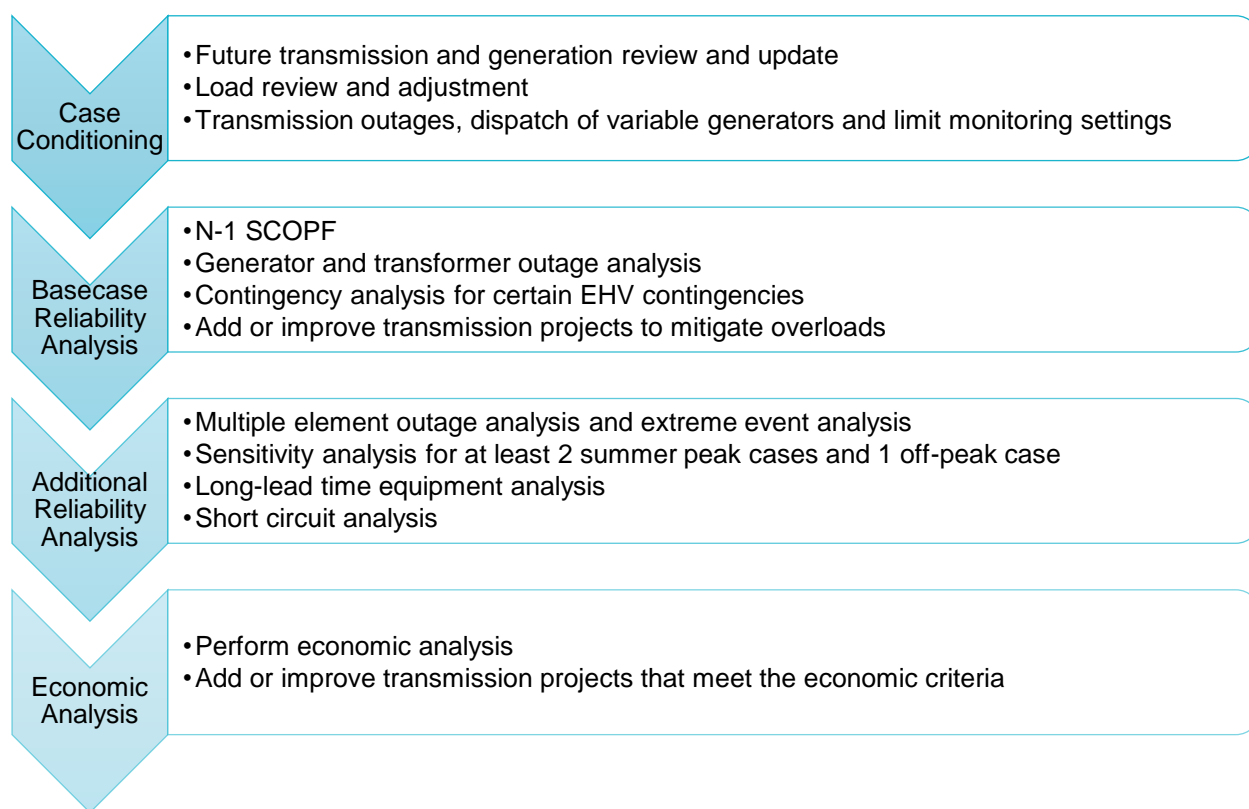 Case
Conditioning
•Future transmission and generation review and update
•Load review and adjustment
•Transmission outages, dispatch of variable generators and limit monitoring settings
Basecase
Reliability
Analysis
•N-1 SCOPF
•Generator and transformer outage analysis
•Contingency analysis for certain EHV contingencies
•Add or improve transmission projects to mitigate overloads
Additional
Reliability
Analysis
•Multiple element outage analysis and extreme event analysis
•Sensitivity analysis for at least 2 summer peak cases and 1 off-peak case
•Long-lead time equipment analysis
•Short circuit analysis
Economic
Analysis
•Perform economic analysis
•Add or improve transmission projects that meet the economic criteria